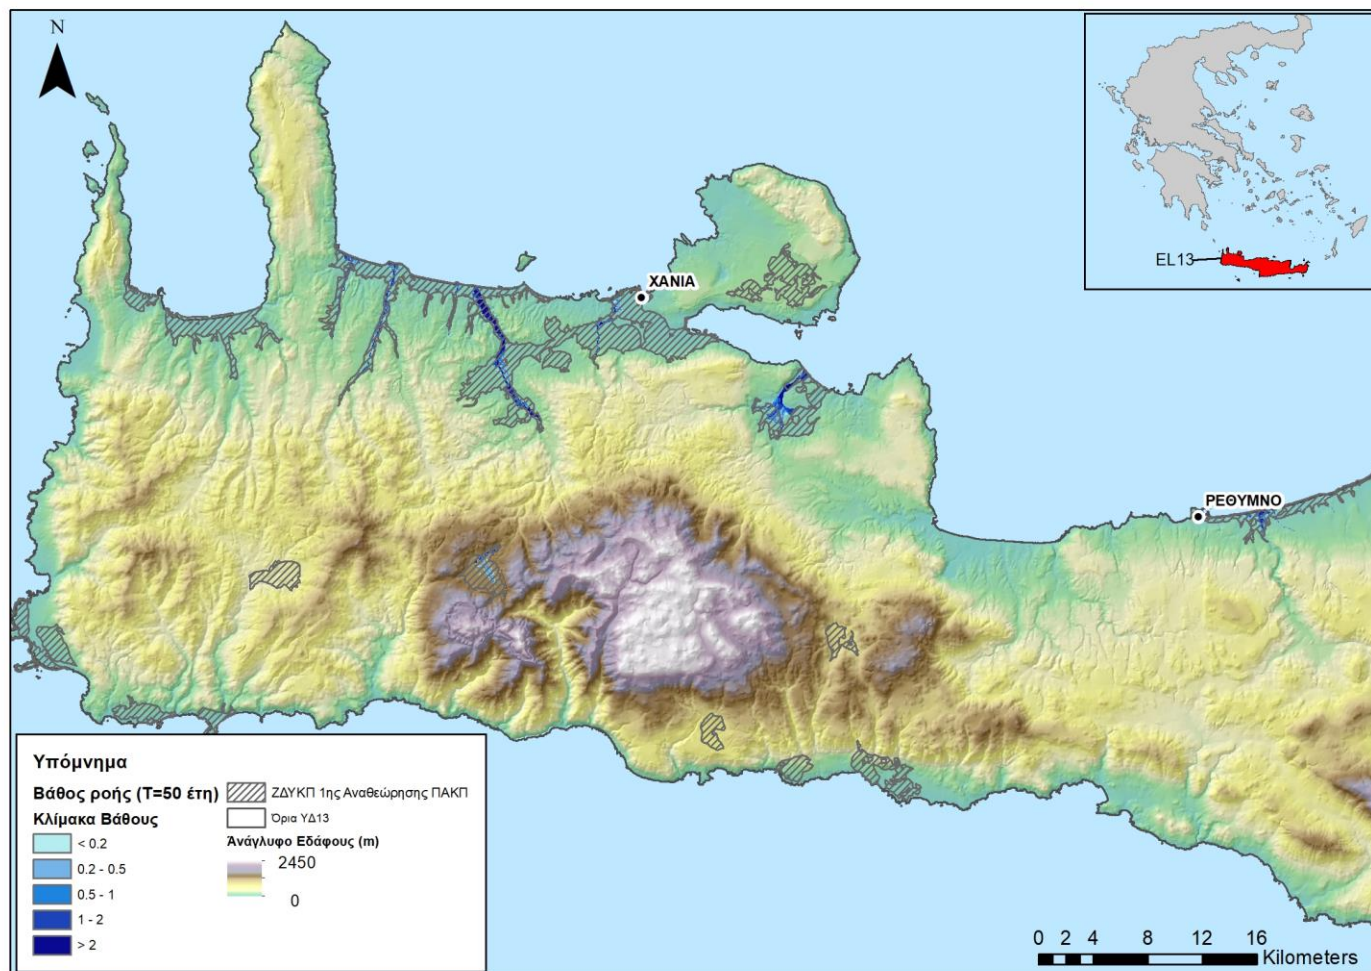 N
EL13
ΧΑΝΙΑ
ΡΕΘΥΜΝΟ
Υπόμνημα
Βάθος ροής (Τ=50 έτη)
Κλίμακα Βάθους
< 0.2
0.2 - 0.5
0.5 - 1
1 - 2
> 2
ΖΔΥΚΠ 1ης Αναθεώρησης ΠΑΚΠ
Όρια ΥΔ13
Άνάγλυφο Εδάφους (m)
2450
0
0 2 4 8 12 16
Kilometers